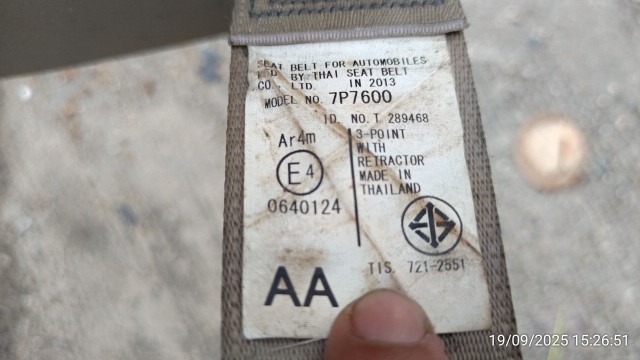 SEAT BELT FOR AUTOMOBILES
BY THAI SEAT BELT
CO., LTD. IN 2013
MODEL NO. 7P7600
ID. NO. T 289468
Ar4m
E4
0640124
3-POINT
WITH
RETRACTOR
MADE IN
THAILAND
TIS. 721-2551
AA
19/09/2025 15:26:51